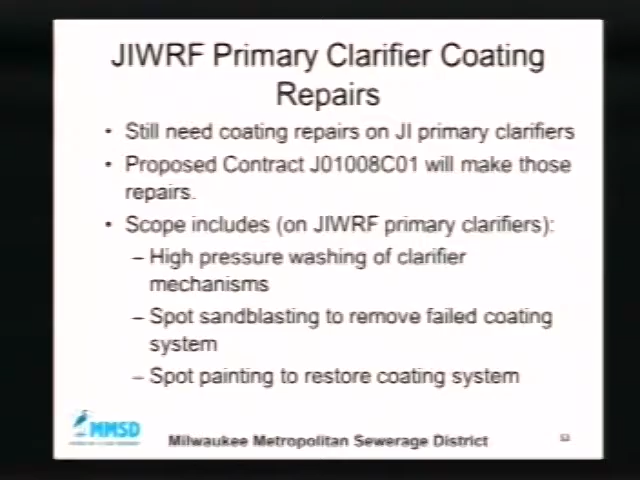 JIWRF Primary Clarifier Coating
Repairs
• Still need coating repairs on JI primary clarifiers
• Proposed Contract J01008C01 will make those
repairs.
• Scope includes (on JIWRF primary clarifiers):
– High pressure washing of clarifier
mechanisms
– Spot sandblasting to remove failed coating
system
– Spot painting to restore coating system
MMSD
Milwaukee Metropolitan Sewerage District